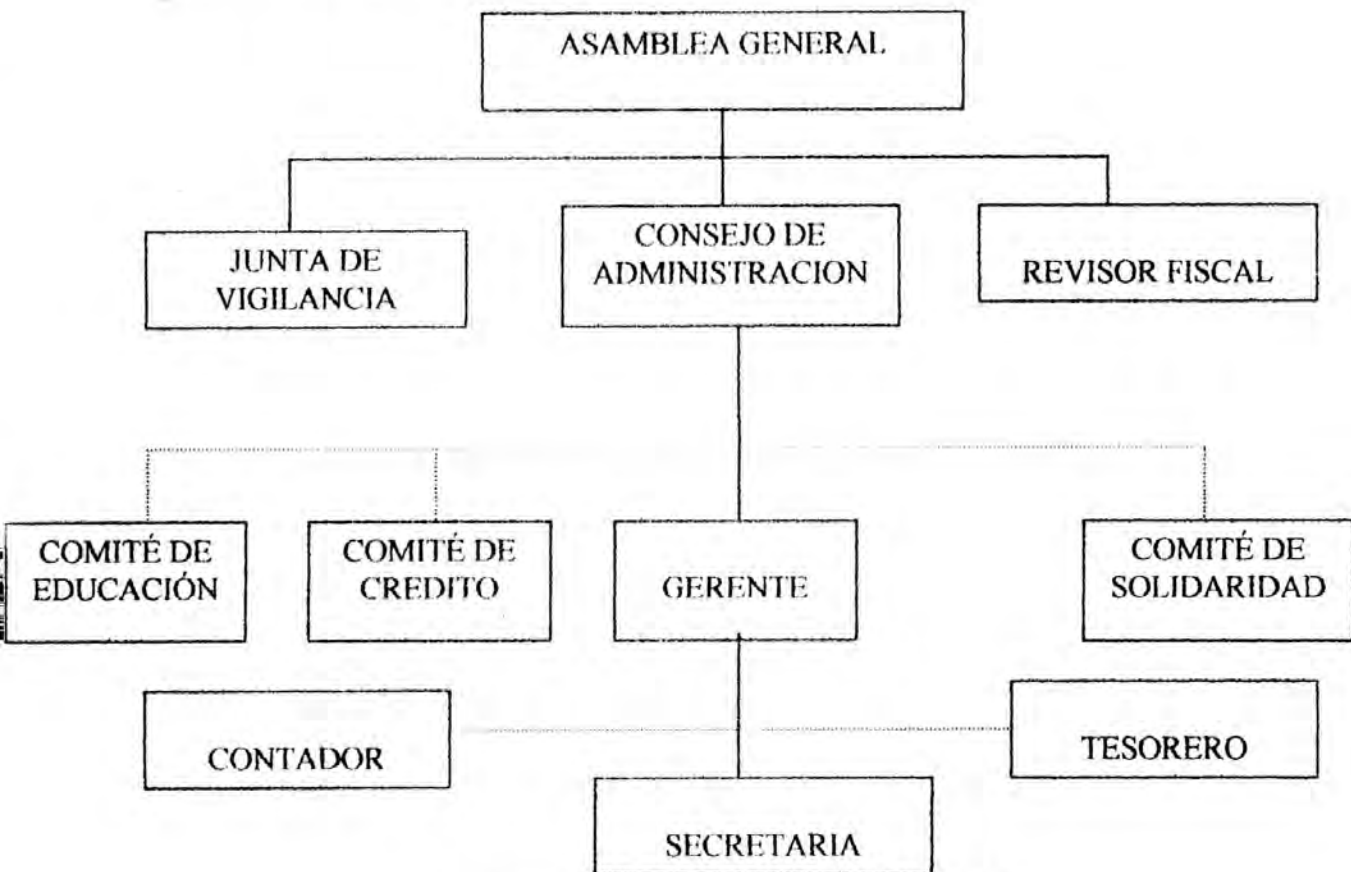 ASAMBLEA GENERAL
JUNTA DE
VIGILANCIA
CONSEJO DE
ADMINISTRACION
REVISOR FISCAL
COMITÉ DE
EDUCACIÓN
COMITÉ DE
CREDITO
GERENTE
COMITÉ DE
SOLIDARIDAD
CONTADOR
TESORERO
SECRETARIA